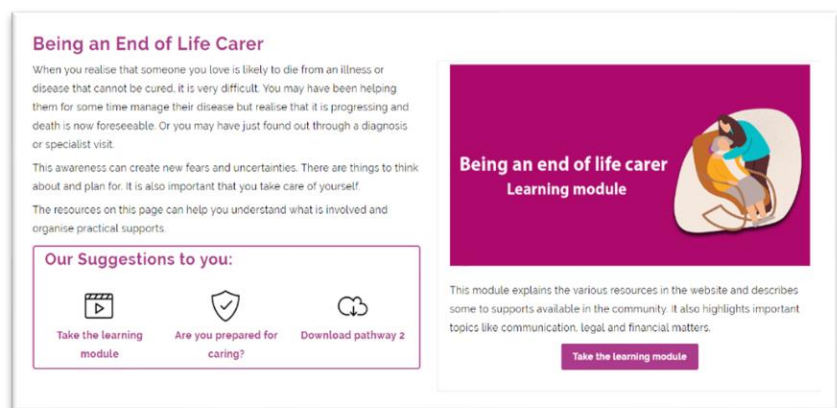 Being an End of Life Carer
When you realise that someone you love is likely to die from an illness or
disease that cannot be cured, it is very difficult. You may have been helping
them for some time manage their disease but realise that it is progressing and
death is now foreseeable. Or you may have just found out through a diagnosis
or specialist visit.
This awareness can create new fears and uncertainties. There are things to think
about and plan for. It is also important that you take care of yourself.
The resources on this page can help you understand what is involved and
organise practical supports.
Our Suggestions to you:
Take the learning
module
Are you prepared for
caring?
Download pathway 2
Being an end of life carer
Learning module
This module explains the various resources in the website and describes
some to supports available in the community. It also highlights important
topics like communication, legal and financial matters.
Take the learning module